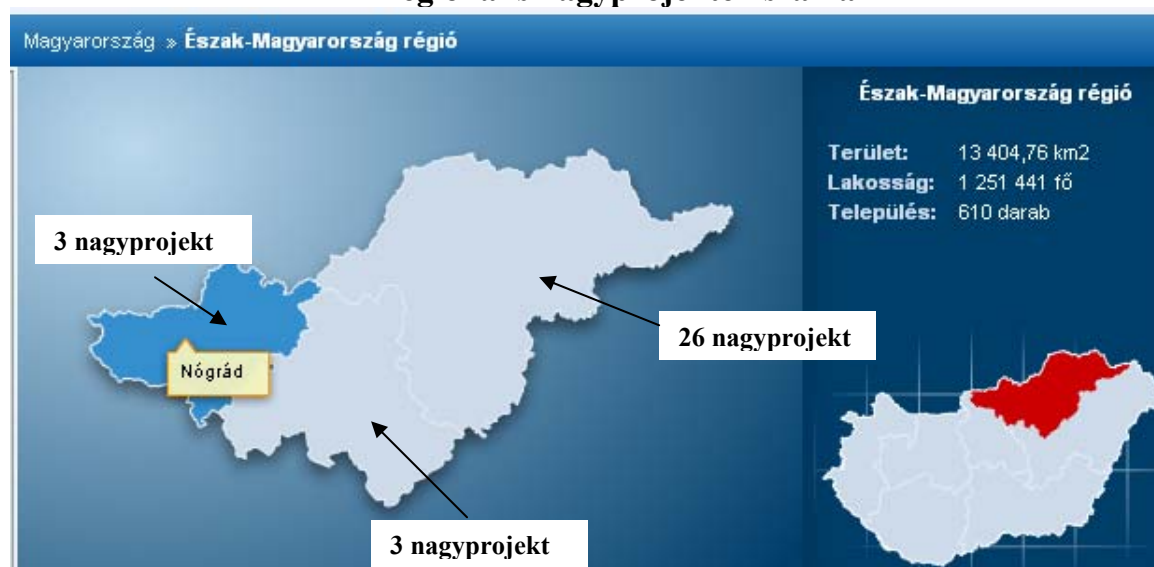 Magyarország » Észak-Magyarország régió
Észak-Magyarország régió
Terület: 13 404,76 km2
Lakosság: 1 251 441 fő
Település: 610 darab
3 nagyprojekt
26 nagyprojekt
Nógrád
3 nagyprojekt